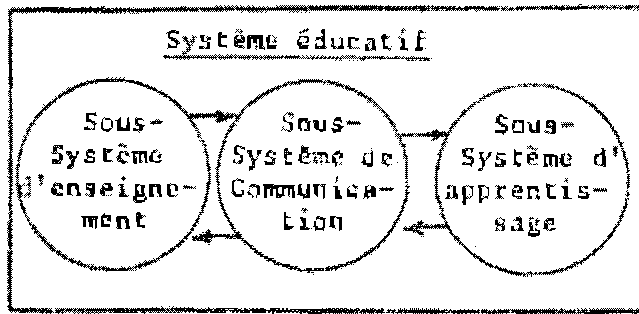 Système éducatif
Sous-
Système
d'enseigne-
ment
Sous-
Système de
Communica-
tion
Sous-
Système d'
apprentis-
sage